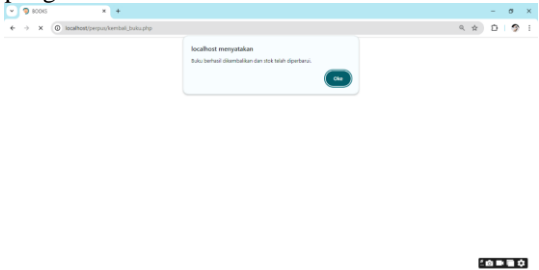 BOOKS
localhost/perpus/kembali_buku.php
localhost menyatakan
Buku berhasil dikembalikan dan stok telah diperbarui.
Oke